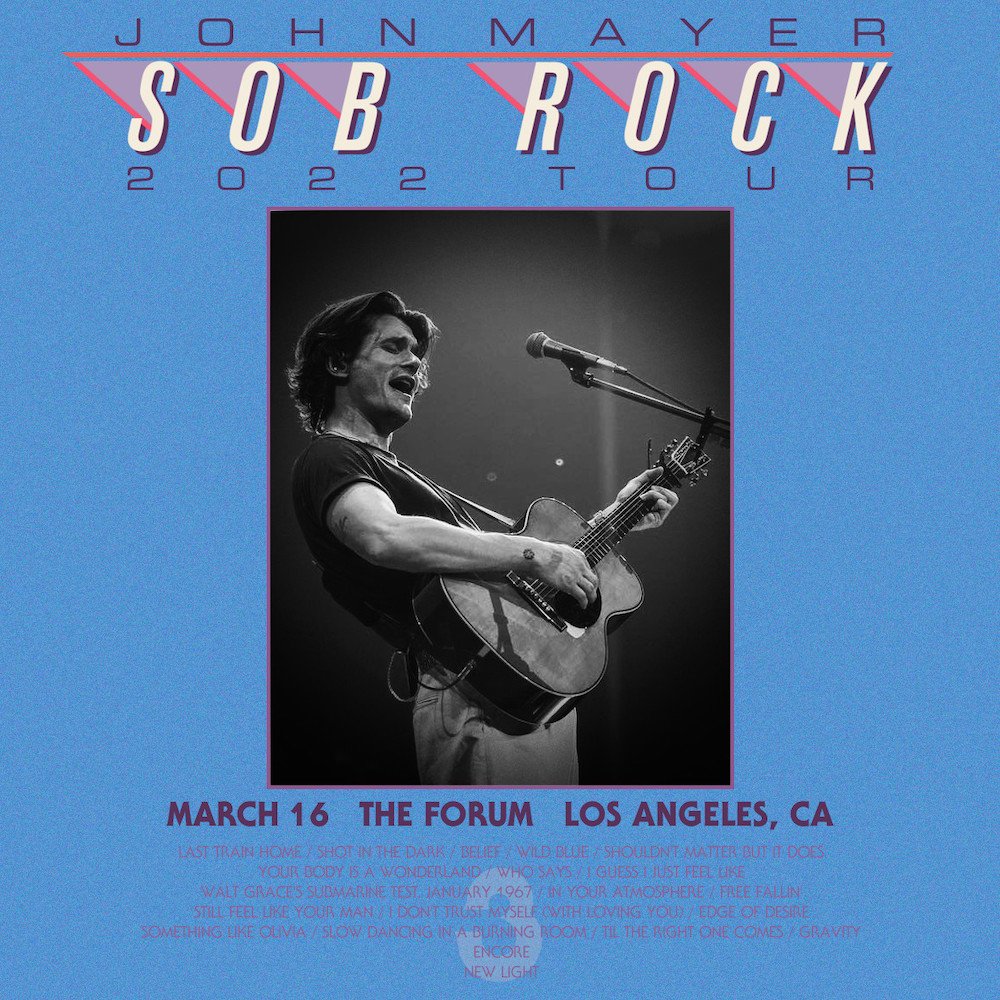 JOHN MAYER
SOB ROCK
2022 TOUR
MARCH 16 THE FORUM LOS ANGELES, CA
LAST TRAIN HOME / SHOT IN THE DARK / BELIEF / WILD BLUE / SHOULDNT MATTER BUT IT DOES
YOUR BODY IS A WONDERLAND / WHO SAYS / I GUESS I JUST FEEL LIKE
WALT GRACE'S SUBMARINE TEST, JANUARY 1967 / IN YOUR ATMOSPHERE / FREE FALLIN
STILL FEEL LIKE YOUR MAN / I DONT TRUST MYSELF (WITH LOVING YOU) / EDGE OF DESIRE
SOMETHING LIKE OLIVIA / SLOW DANCING IN A BURNING ROOM / TIL THE RIGHT ONE COMES / GRAVITY
ENCORE
NEW LIGHT